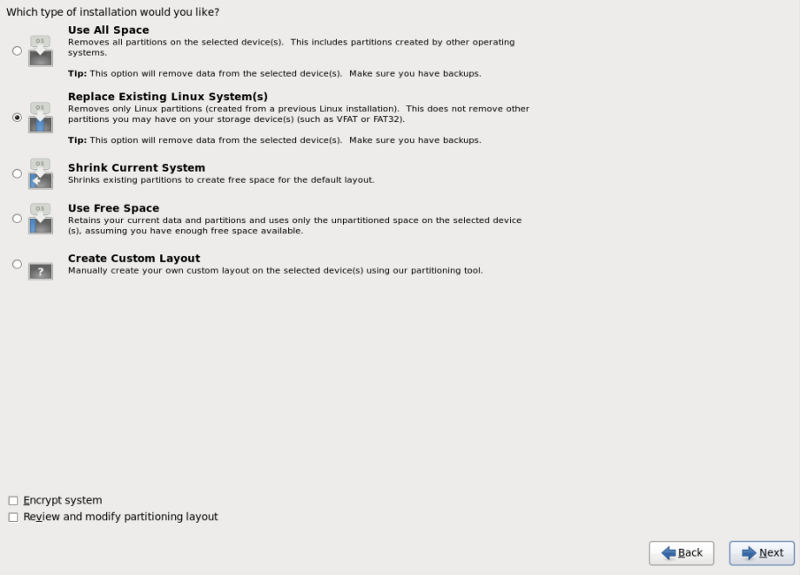 Which type of installation would you like?
OS
Use All Space
Removes all partitions on the selected device(s).  This includes partitions created by other operating
systems.
Tip: This option will remove data from the selected device(s).  Make sure you have backups.
OS
Replace Existing Linux System(s)
Removes only Linux partitions (created from a previous Linux installation).  This does not remove other
partitions you may have on your storage device(s) (such as VFAT or FAT32).
Tip: This option will remove data from the selected device(s).  Make sure you have backups.
OS
Shrink Current System
Shrinks existing partitions to create free space for the default layout.
OS
Use Free Space
Retains your current data and partitions and uses only the unpartitioned space on the selected device
(s), assuming you have enough free space available.
?
Create Custom Layout
Manually create your own custom layout on the selected device(s) using our partitioning tool.
Encrypt system
Review and modify partitioning layout
Back
Next